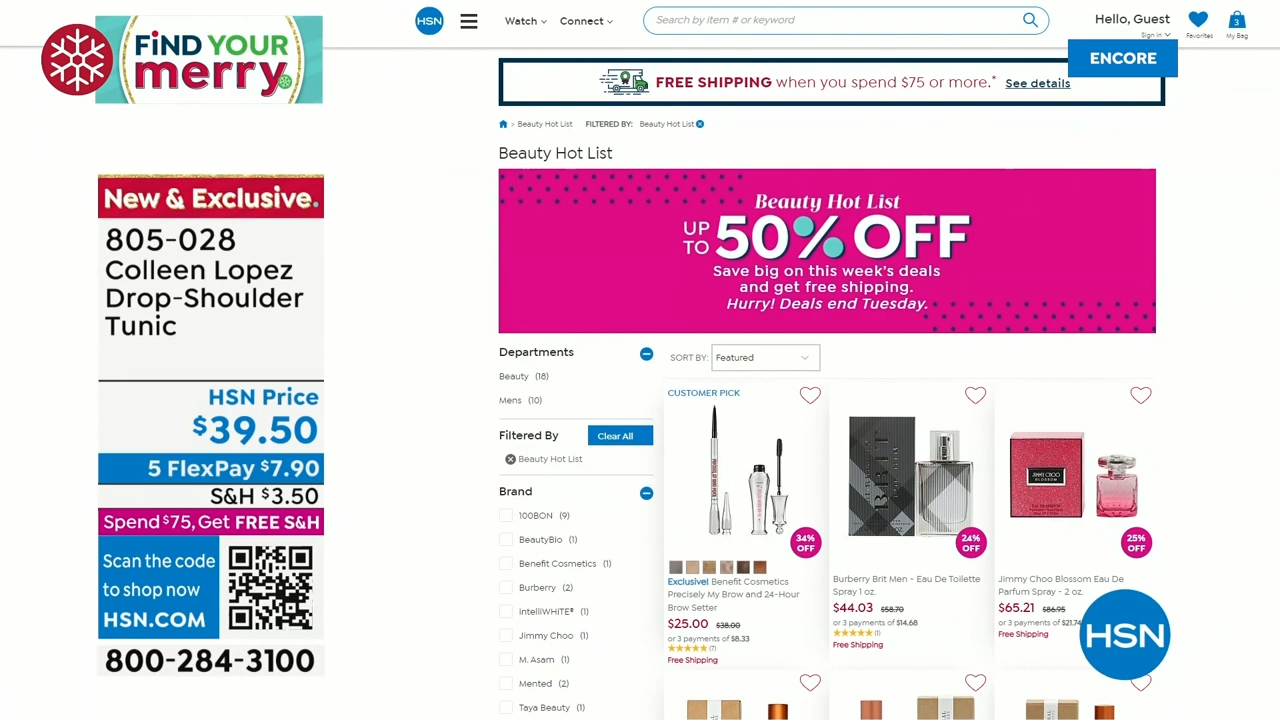 FiND YOUR
merry.
New & Exclusive.
805-028
Colleen Lopez
Drop-Shoulder
Tunic
HSN Price
$39.50
5 FlexPay $7.90
S&H $3.50
Spend $75, Get FREE S&H
Scan the code
to shop now
HSN.COM
800-284-3100
HSN
Watch
Connect
Search by item # or keyword
Hello, Guest
Sign in
Favorites
3
My Bag
ENCORE
FREE SHIPPING when you spend $75 or more.* See details
> Beauty Hot List FILTERED BY: Beauty Hot List
Beauty Hot List
Beauty Hot List
UP TO 50% OFF
Save big on this week's deals
and get free shipping.
Hurry! Deals end Tuesday.
Departments
Beauty (18)
Mens (10)
Filtered By Clear All
Beauty Hot List
Brand
100BON (9)
BeautyBio (1)
Benefit Cosmetics (1)
Burberry (2)
intelliWHiTE® (1)
Jimmy Choo (1)
M. Asam (1)
Mented (2)
Taya Beauty (1)
SORT BY: Featured
CUSTOMER PICK
34% OFF
Exclusive! Benefit Cosmetics
Precisely My Brow and 24-Hour
Brow Setter
$25.00 $38.00
or 3 payments of $8.33
(7)
Free Shipping
BRIT
24% OFF
Burberry Brit Men - Eau De Toilette
Spray 1 oz.
$44.03 $58.70
or 3 payments of $14.68
(1)
Free Shipping
JIMMY CHOO
BLOSSOM
25% OFF
Jimmy Choo Blossom Eau De
Parfum Spray - 2 oz.
$65.21 $86.95
or 3 payments of $21.74
Free Shipping
HSN